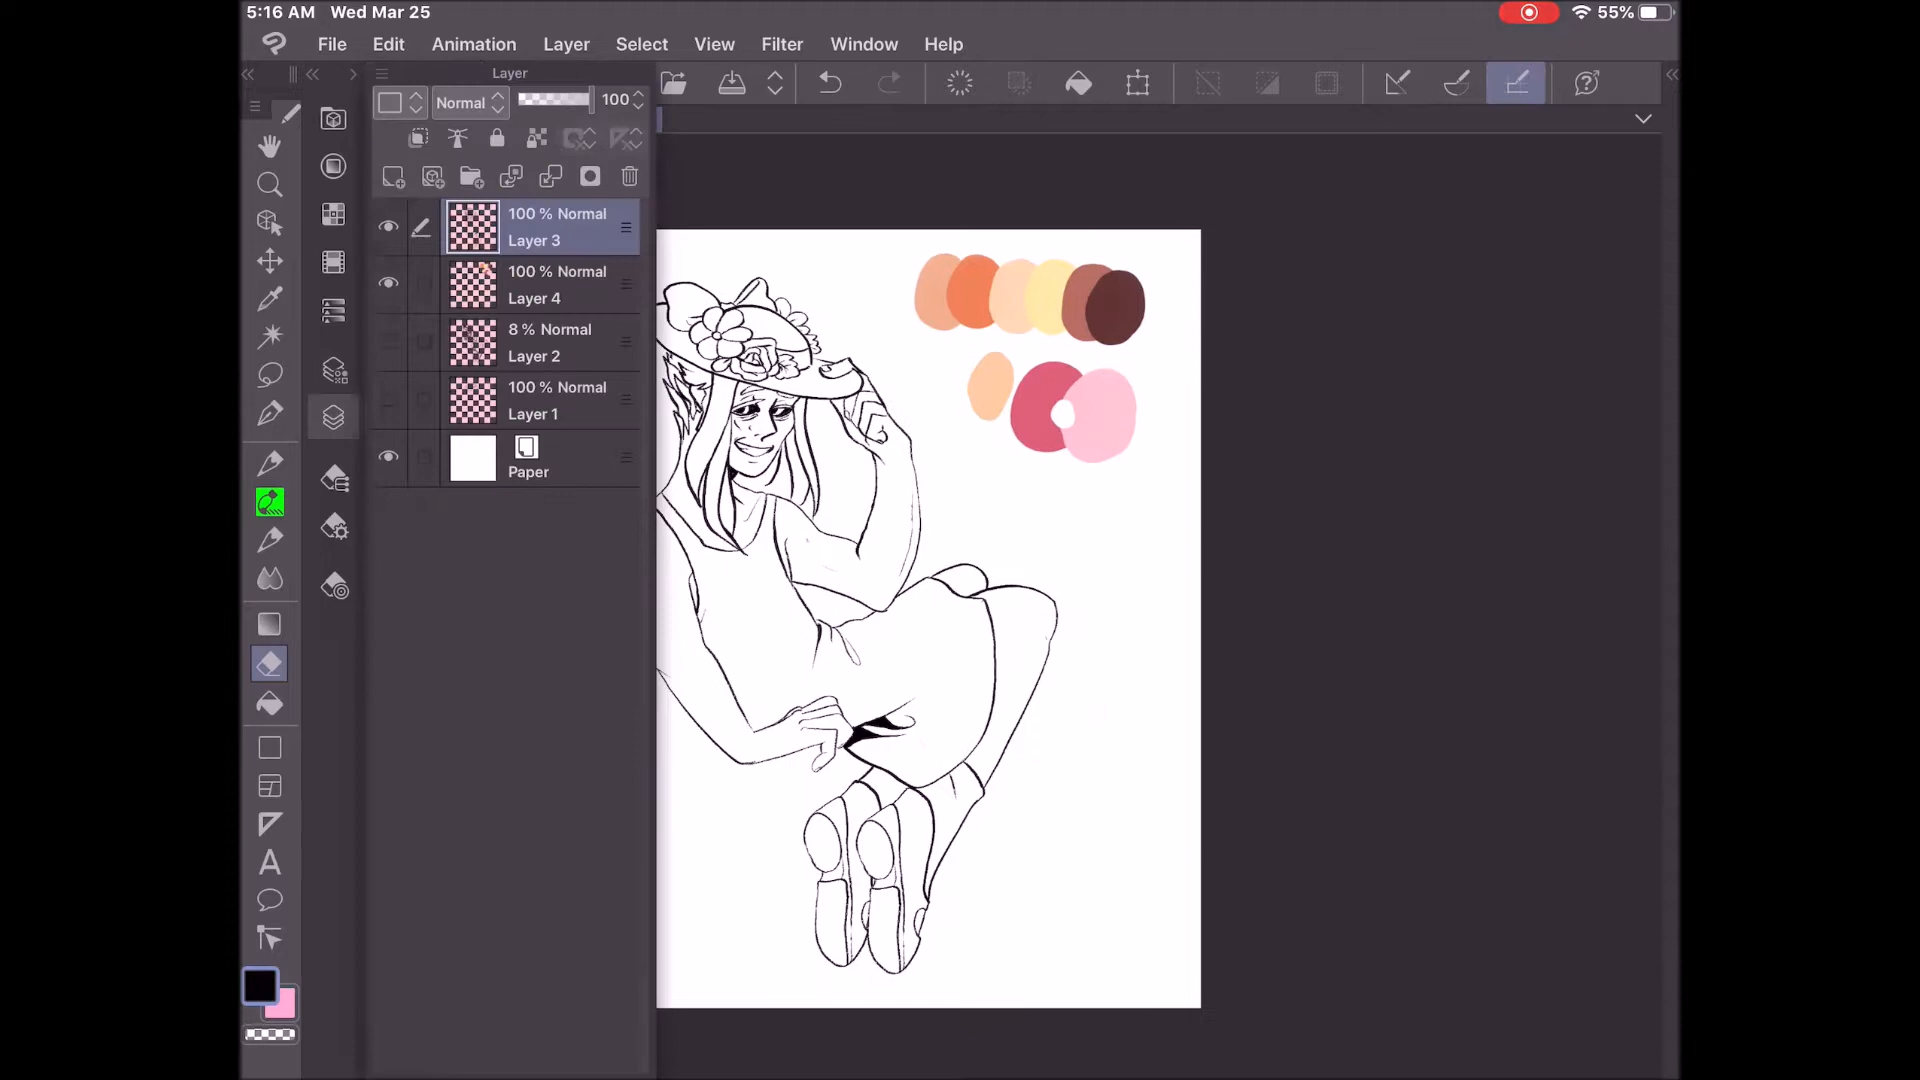 5:16 AM Wed Mar 25
55%
File Edit Animation Layer Select View Filter Window Help
Layer
Normal 100
100 % Normal
Layer 3
100 % Normal
Layer 4
8 % Normal
Layer 2
100 % Normal
Layer 1
Paper